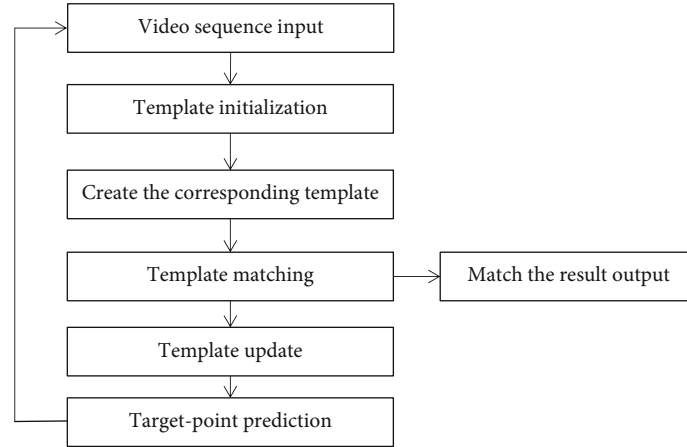 Video sequence input
Template initialization
Create the corresponding template
Template matching
Match the result output
Template update
Target-point prediction